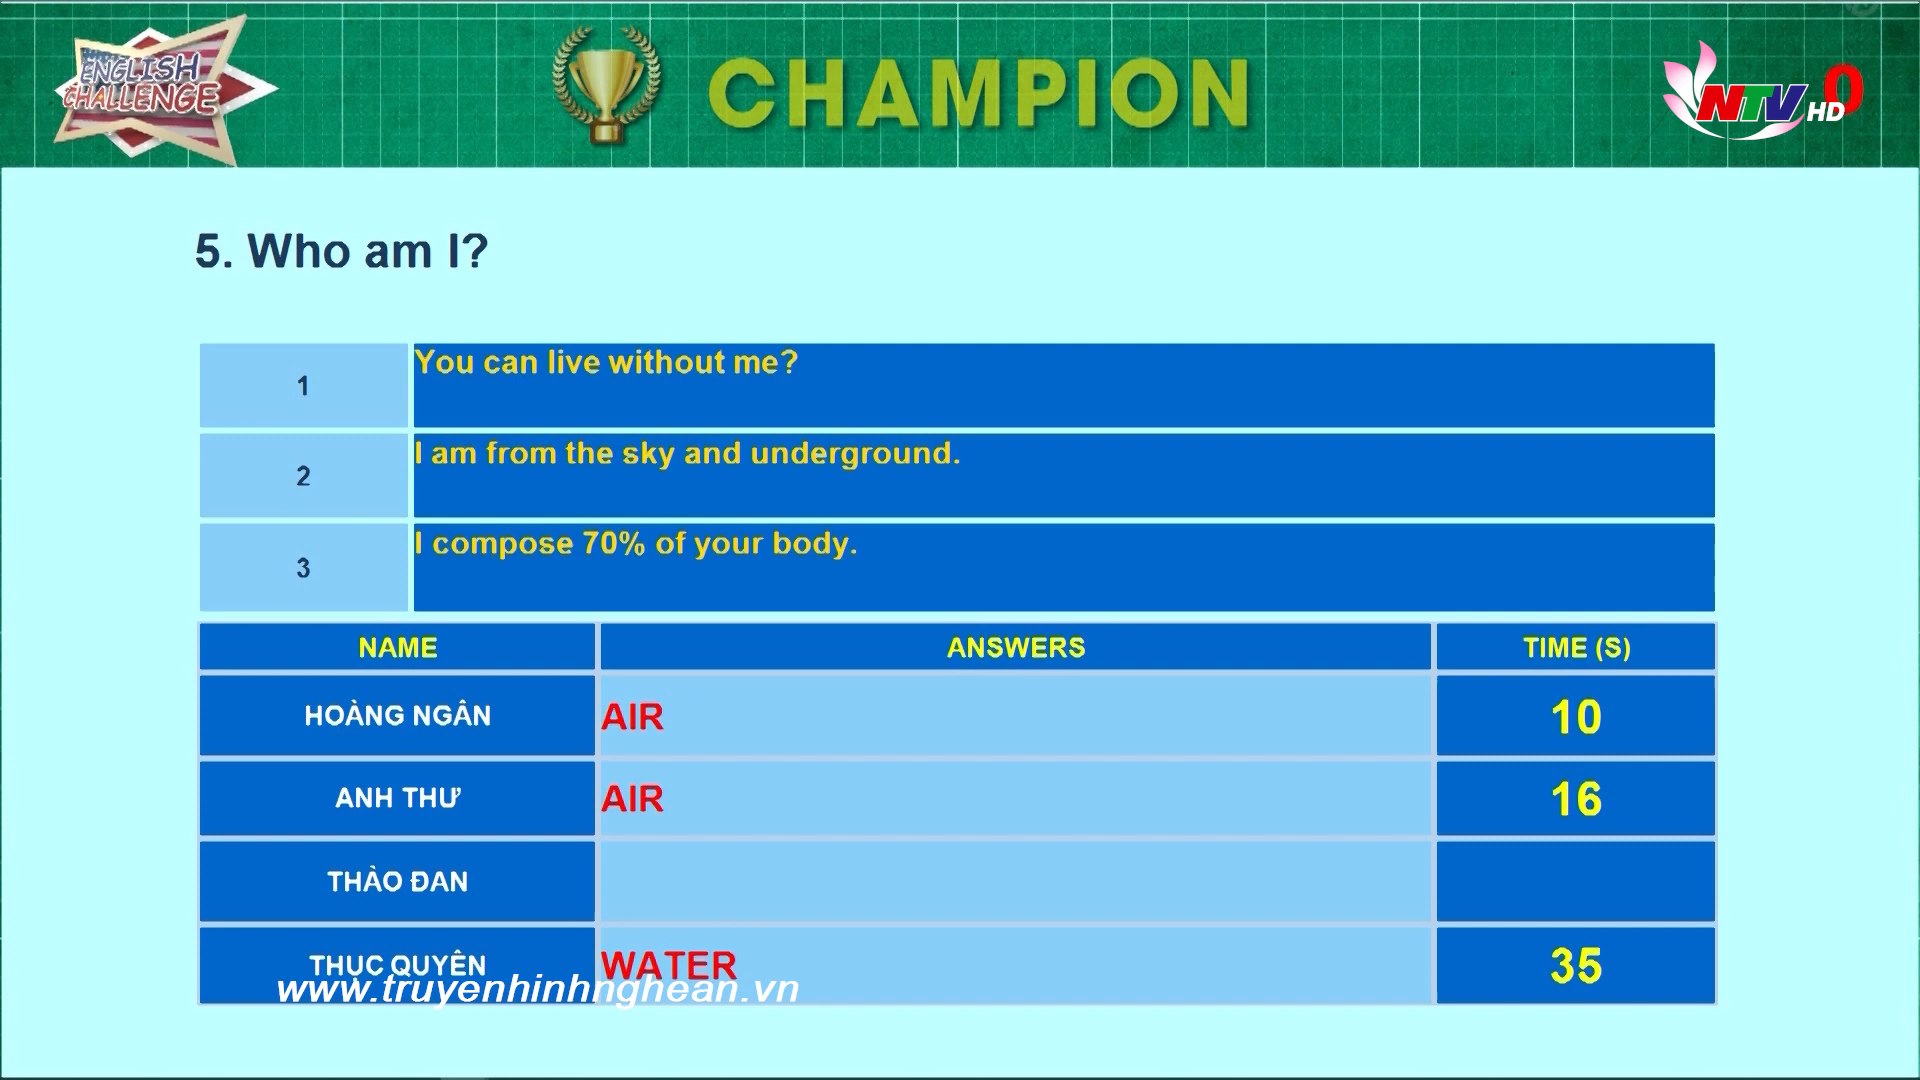 ENGLISH
CHALLENGE
CHAMPION
NTV HD
0
5. Who am I?
1 You can live without me?
2 I am from the sky and underground.
3 I compose 70% of your body.
NAME ANSWERS TIME (S)
HOÀNG NGÂN AIR 10
ANH THƯ AIR 16
THẢO ĐAN
THỤC QUYÊN WATER 35
www.truyenhinhnghean.vn